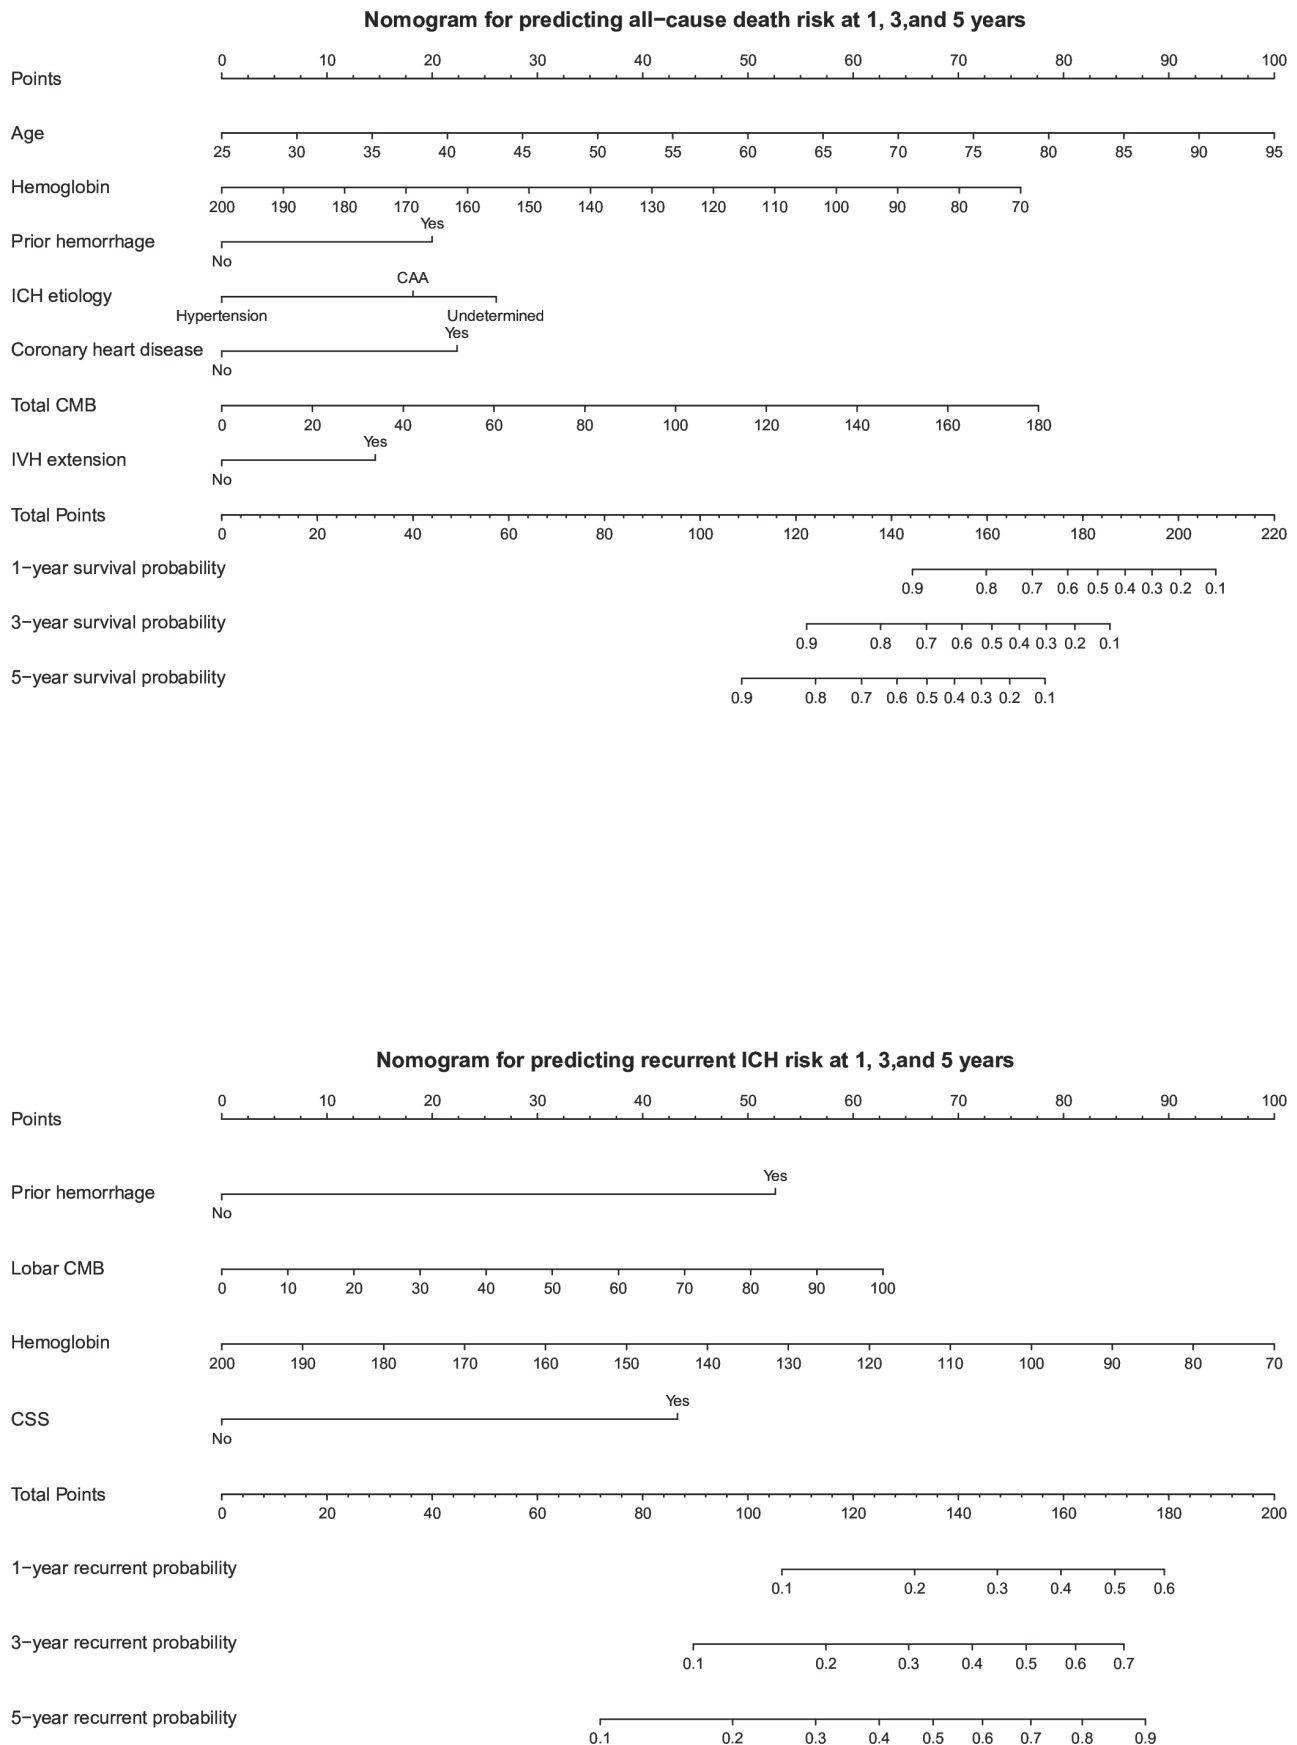 Nomogram for predicting all−cause death risk at 1, 3,and 5 years
0 10 20 30 40 50 60 70 80 90 100
Points
Age
25 30 35 40 45 50 55 60 65 70 75 80 85 90 95
Hemoglobin
200 190 180 170 160 150 140 130 120 110 100 90 80 70
Yes
Prior hemorrhage
No
CAA
ICH etiology
Hypertension Undetermined
Yes
Coronary heart disease
No
Total CMB
0 20 40 60 80 100 120 140 160 180
Yes
IVH extension
No
Total Points
0 20 40 60 80 100 120 140 160 180 200 220
1−year survival probability
0.9 0.8 0.7 0.6 0.5 0.4 0.3 0.2 0.1
3−year survival probability
0.9 0.8 0.7 0.6 0.5 0.4 0.3 0.2 0.1
5−year survival probability
0.9 0.8 0.7 0.6 0.5 0.4 0.3 0.2 0.1
Nomogram for predicting recurrent ICH risk at 1, 3,and 5 years
0 10 20 30 40 50 60 70 80 90 100
Points
Yes
Prior hemorrhage
No
Lobar CMB
0 10 20 30 40 50 60 70 80 90 100
Hemoglobin
200 190 180 170 160 150 140 130 120 110 100 90 80 70
Yes
CSS
No
Total Points
0 20 40 60 80 100 120 140 160 180 200
1−year recurrent probability
0.1 0.2 0.3 0.4 0.5 0.6
3−year recurrent probability
0.1 0.2 0.3 0.4 0.5 0.6 0.7
5−year recurrent probability
0.1 0.2 0.3 0.4 0.5 0.6 0.7 0.8 0.9